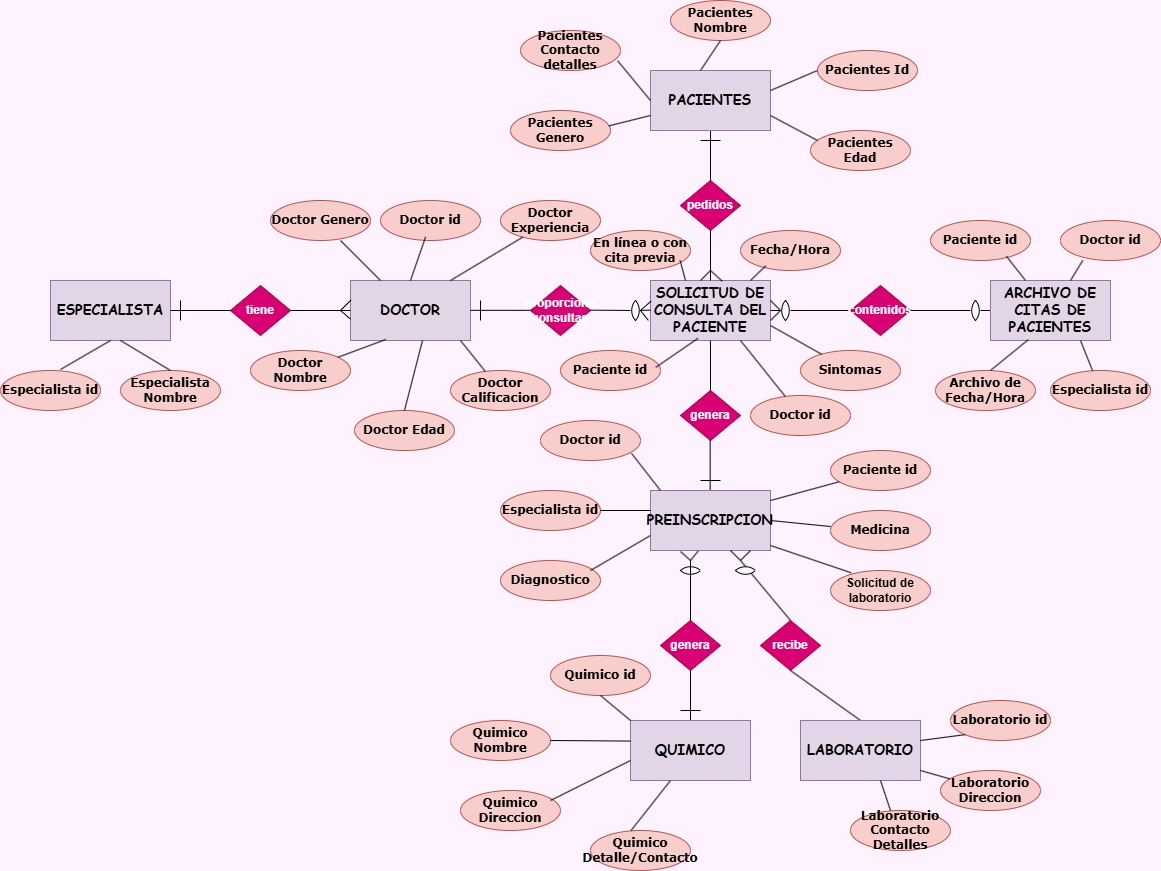 Pacientes
Nombre
Pacientes
Contacto
detalles
Pacientes Id
PACIENTES
Pacientes
Genero
Pacientes
Edad
pedidos
Doctor Genero
Doctor id
Doctor
Experiencia
En línea o con
cita previa
Fecha/Hora
Paciente id
Doctor id
ESPECIALISTA
tiene
DOCTOR
proporciona
consultar
SOLICITUD DE
CONSULTA DEL
PACIENTE
contenidos
ARCHIVO DE
CITAS DE
PACIENTES
Especialista id
Especialista
Nombre
Doctor
Nombre
Doctor
Calificacion
Doctor Edad
Paciente id
Sintomas
Doctor id
Archivo de
Fecha/Hora
Especialista id
genera
Doctor id
Paciente id
Especialista id
PREINSCRIPCION
Medicina
Diagnostico
Solicitud de
laboratorio
genera
recibe
Quimico id
Quimico
Nombre
QUIMICO
LABORATORIO
Laboratorio id
Quimico
Direccion
Laboratorio
Direccion
Quimico
Detalle/Contacto
Laboratorio
Contacto
Detalles